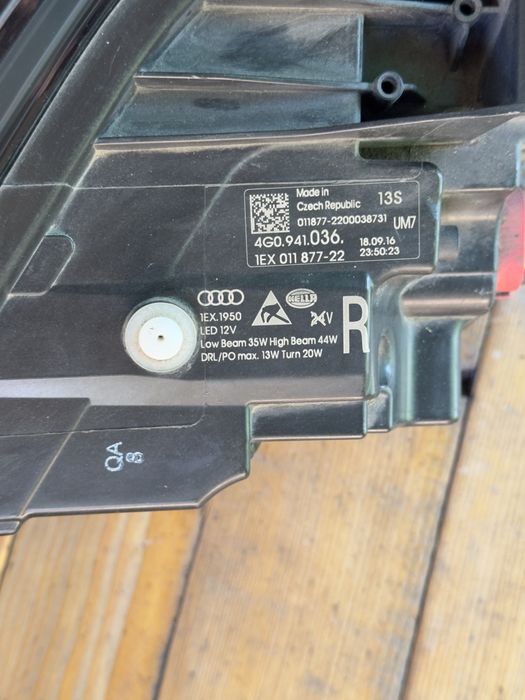 Made in
Czech Republic 13S
011877-2200038731 UM7
4G0.941.036. 18.09.16
1EX 011 877-22 23:50:23
HELLA
1EX.1950
LED 12V 24V
Low Beam 35W High Beam 44W
DRL/PO max. 13W Turn 20W
R
QA
8